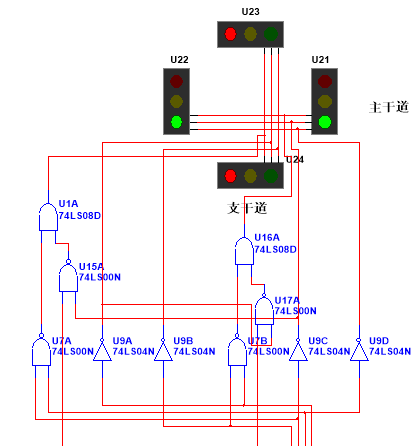 U23
U22
U21
主干道
U24
支干道
U1A
74LS08D
U16A
74LS08D
U15A
74LS00N
U17A
74LS00N
U7A
74LS00N
U9A
74LS04N
U9B
74LS04N
U7B
74LS00N
U9C
74LS04N
U9D
74LS04N